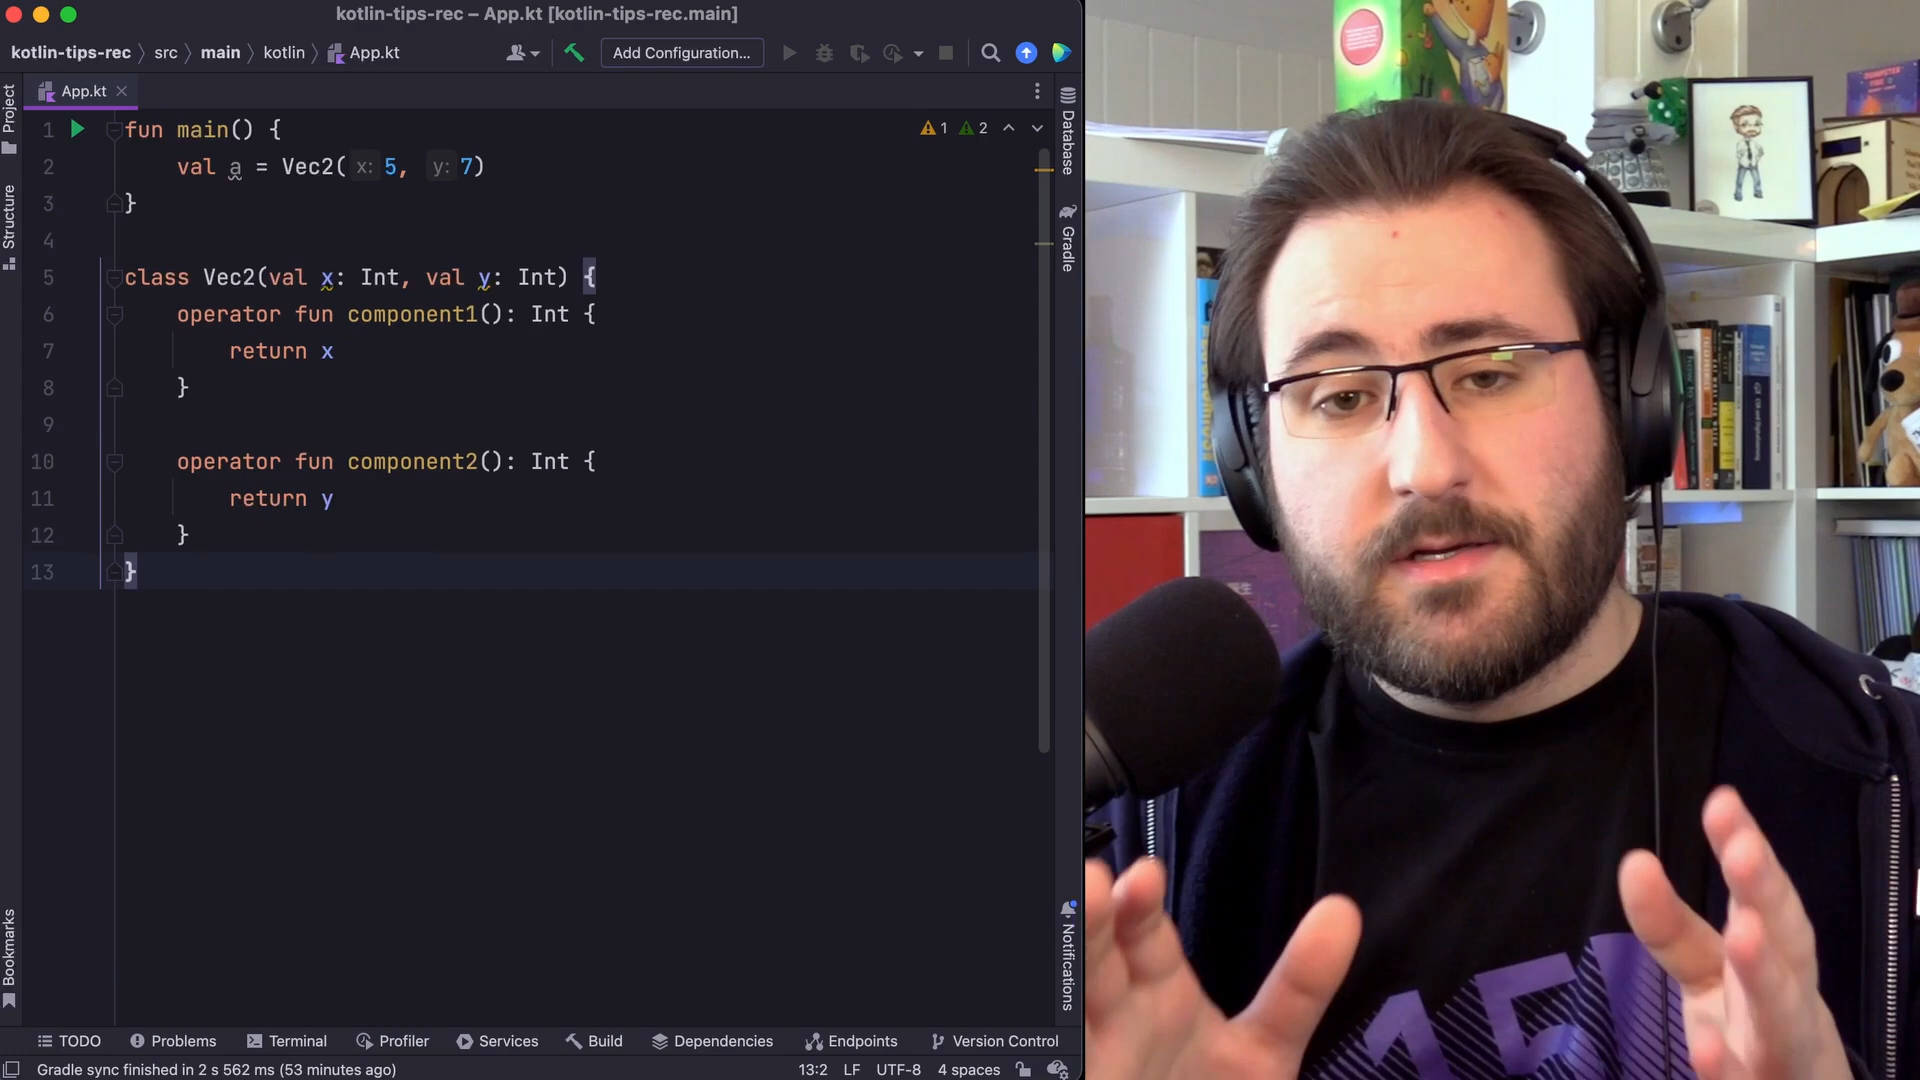 kotlin-tips-rec – App.kt [kotlin-tips-rec.main]
kotlin-tips-rec 〉 src 〉 main 〉 kotlin 〉 App.kt
Add Configuration...
App.kt
Project
Structure
Bookmarks
1 fun main() {
2 val a = Vec2( x: 5, y: 7)
3 }
4
5 class Vec2(val x: Int, val y: Int) {
6 operator fun component1(): Int {
7 return x
8 }
9
10 operator fun component2(): Int {
11 return y
12 }
13 }
1 2
Database
Gradle
Notifications
TODO Problems Terminal Profiler Services Build Dependencies Endpoints Version Control
Gradle sync finished in 2 s 562 ms (53 minutes ago) 13:2 LF UTF-8 4 spaces
15